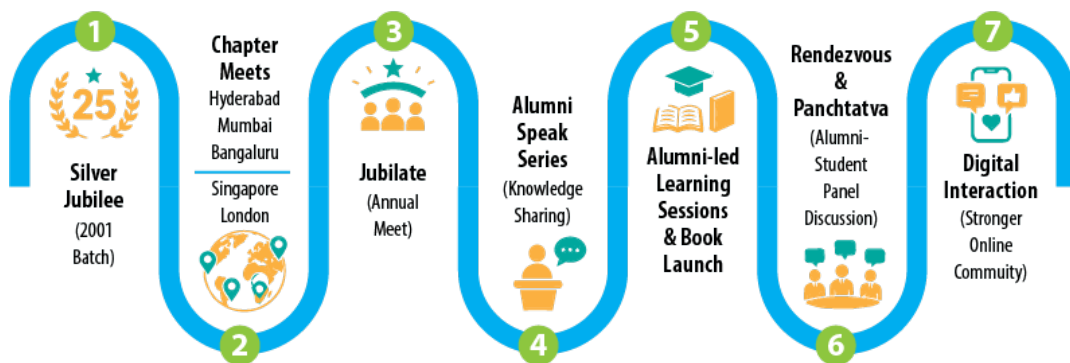 1
25
Silver
Jubilee
(2001
Batch)
Chapter
Meets
Hyderabad
Mumbai
Bangaluru
Singapore
London
2
3
Jubilate
(Annual
Meet)
Alumni
Speak
Series
(Knowledge
Sharing)
4
5
Alumni-led
Learning
Sessions
& Book
Launch
Rendezvous
&
Panchtatva
(Alumni-
Student
Panel
Discussion)
6
7
Digital
Interaction
(Stronger
Online
Commuity)